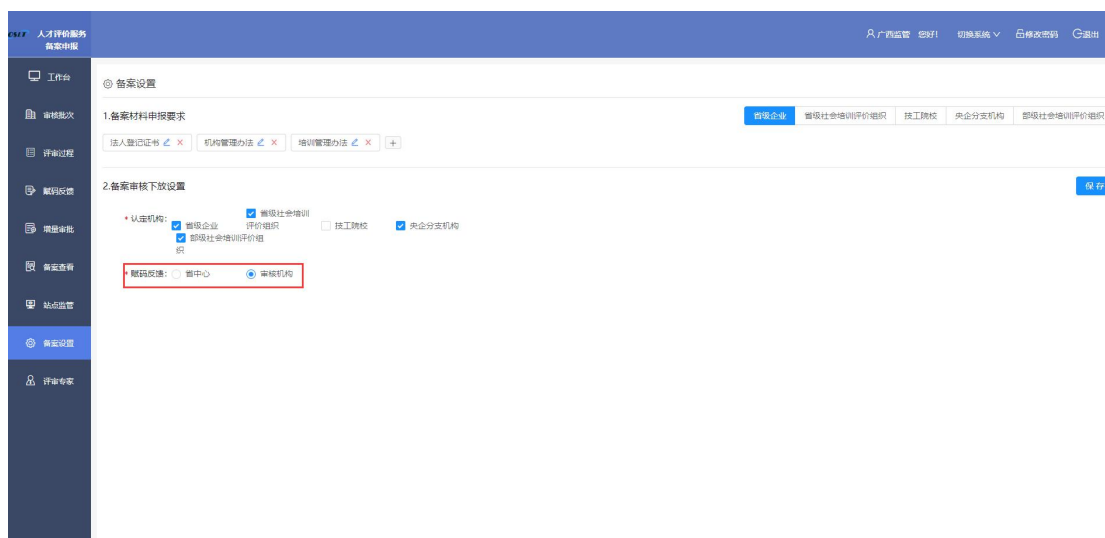 OSLT 人才评价服务
备案申报
广西监管 您好! 切换系统 修改密码 退出
工作台
审核批次
评审过程
赋码反馈
增量审批
备案查看
站点监管
备案设置
评审专家
备案设置
1.备案材料申报要求
省级企业 省级社会培训评价组织 技工院校 央企分支机构 部级社会培训评价组织
法人登记证书 × 机构管理办法 × 培训管理办法 × +
2.备案审核下放设置
保存
* 认定机构: 省级企业 省级社会培训
评价组织 技工院校 央企分支机构
部级社会培训评价组
织
* 赋码反馈: 省中心 审核机构